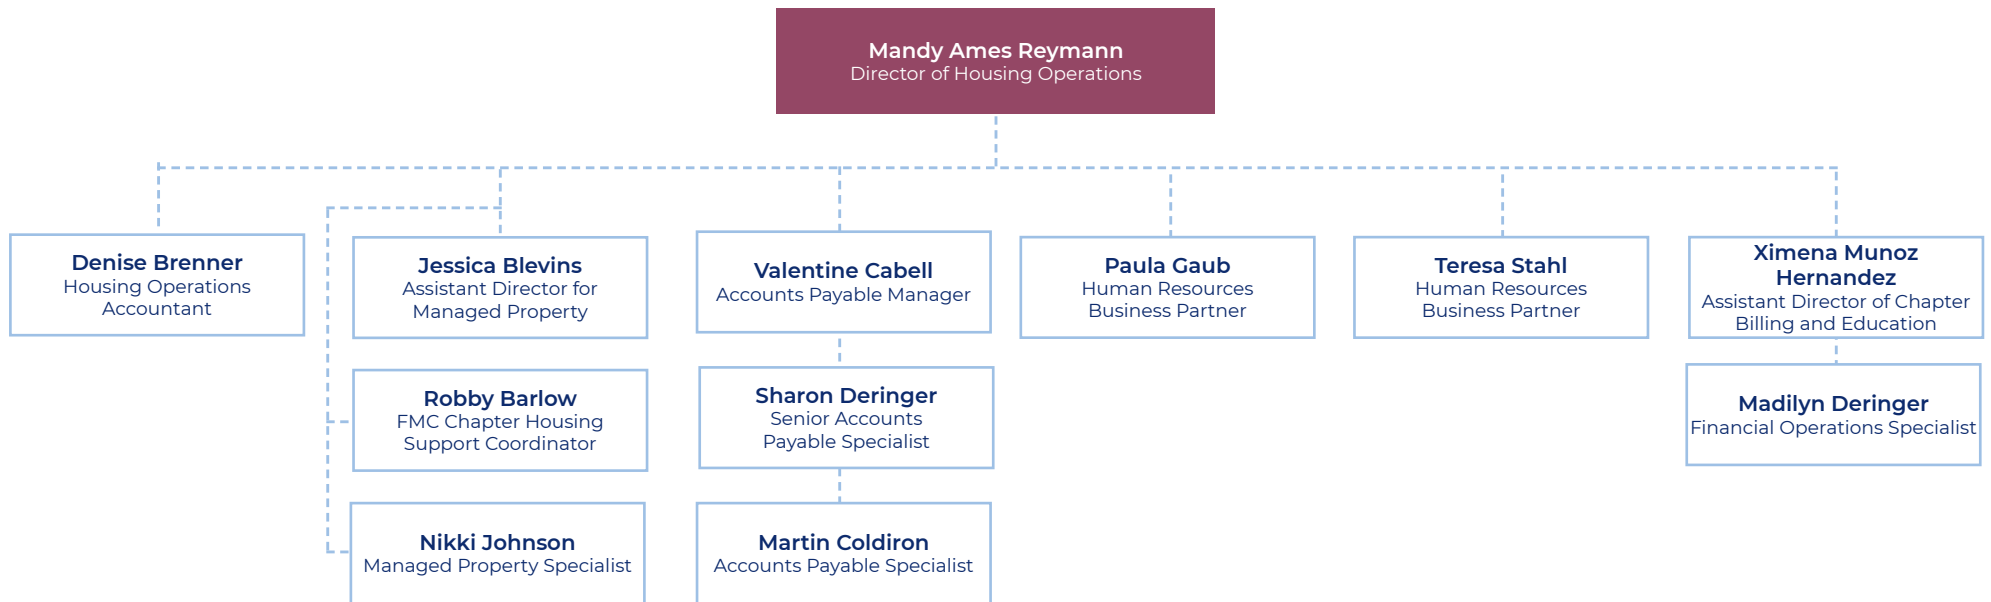 Mandy Ames Reymann
Director of Housing Operations
Denise Brenner
Housing Operations
Accountant
Jessica Blevins
Assistant Director for
Managed Property
Valentine Cabell
Accounts Payable Manager
Paula Gaub
Human Resources
Business Partner
Teresa Stahl
Human Resources
Business Partner
Ximena Munoz
Hernandez
Assistant Director of Chapter
Billing and Education
Robby Barlow
FMC Chapter Housing
Support Coordinator
Sharon Deringer
Senior Accounts
Payable Specialist
Madilyn Deringer
Financial Operations Specialist
Nikki Johnson
Managed Property Specialist
Martin Coldiron
Accounts Payable Specialist